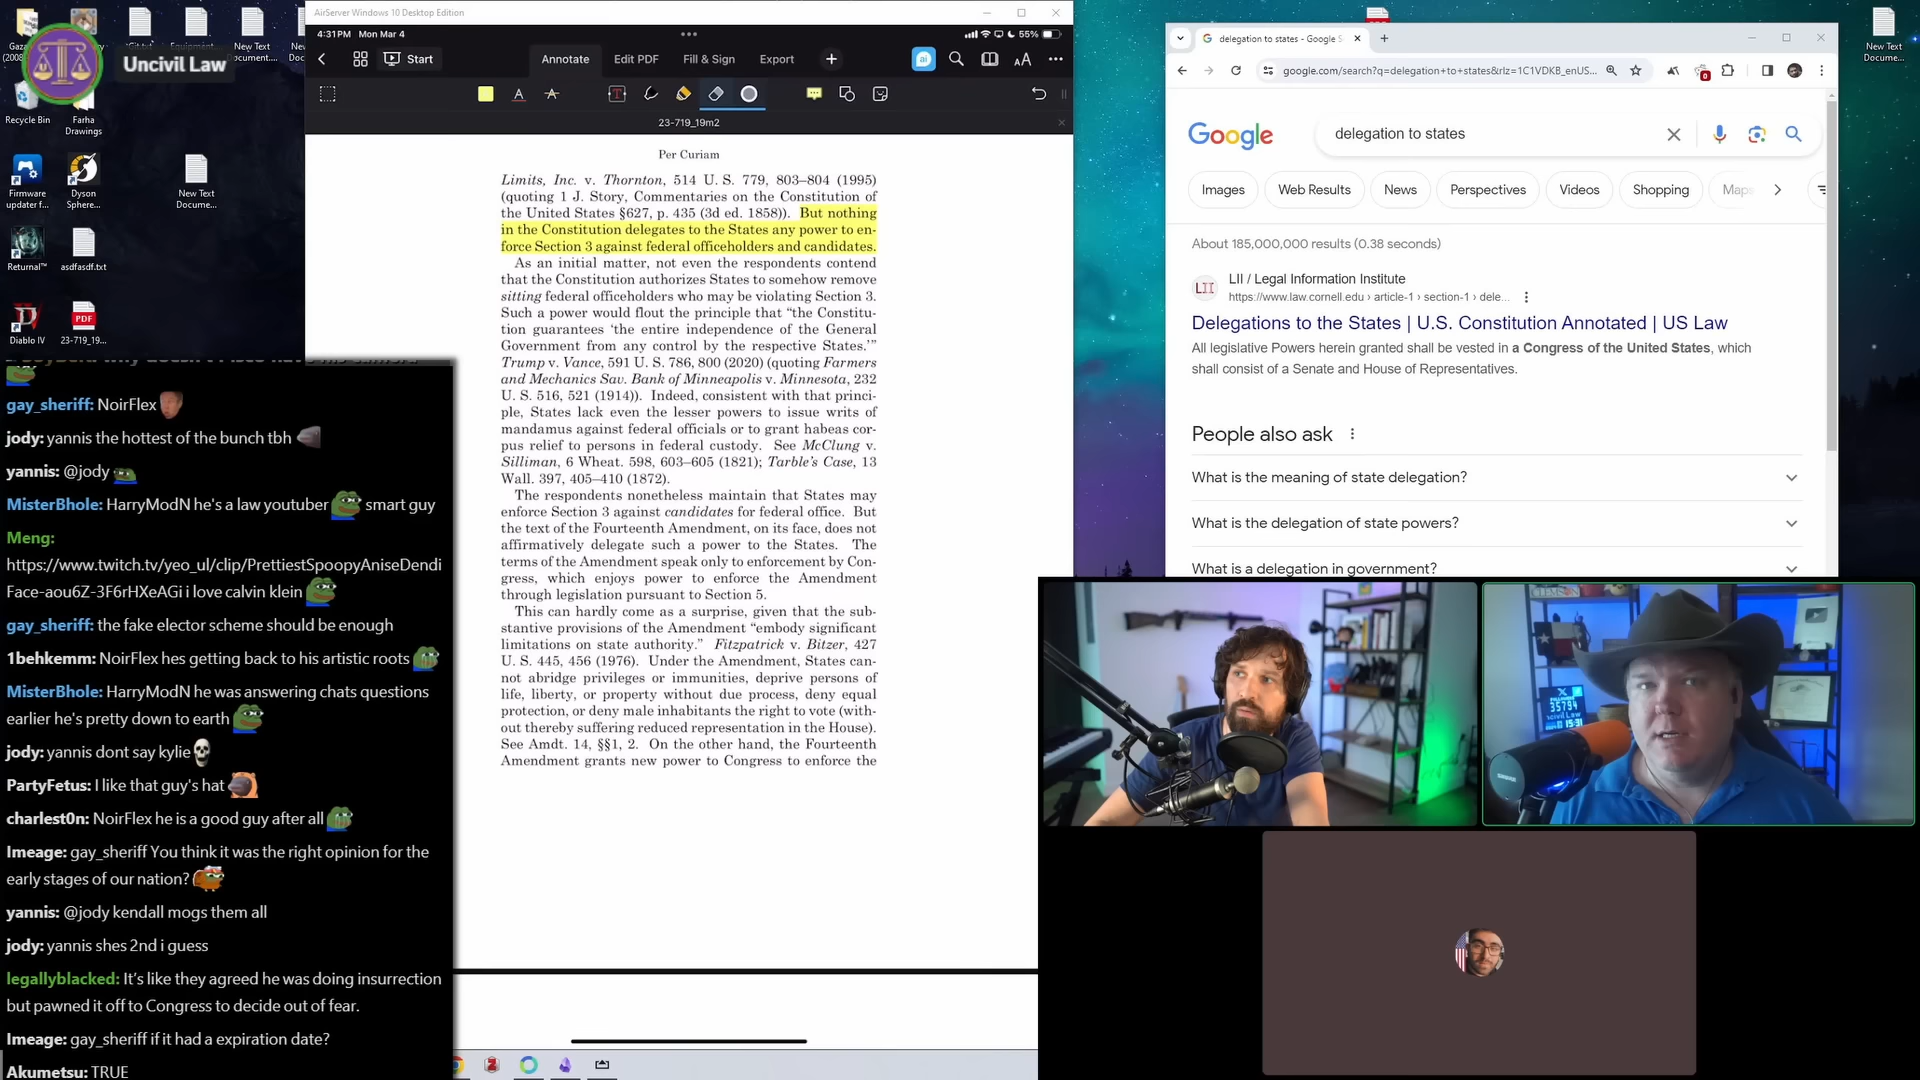 AirServer Windows 10 Desktop Edition
4:31PM Mon Mar 4
55%
Start
Annotate
Edit PDF
Fill & Sign
Export
23-719_19m2
Uncivil Law
New Text
Docume...
New Text
Docume...
Recycle Bin
Farha
Drawings
Firmware
updater f...
Dyson
Sphere...
New Text
Docume...
Returnal™
asdfasdf.txt
Diablo IV
23-719_19...
Per Curiam
Limits, Inc. v. Thornton, 514 U. S. 779, 803–804 (1995)
(quoting 1 J. Story, Commentaries on the Constitution of
the United States §627, p. 435 (3d ed. 1858)). But nothing
in the Constitution delegates to the States any power to en-
force Section 3 against federal officeholders and candidates.
As an initial matter, not even the respondents contend
that the Constitution authorizes States to somehow remove
sitting federal officeholders who may be violating Section 3.
Such a power would flout the principle that “the Constitu-
tion guarantees ‘the entire independence of the General
Government from any control by the respective States.’”
Trump v. Vance, 591 U. S. 786, 800 (2020) (quoting Farmers
and Mechanics Sav. Bank of Minneapolis v. Minnesota, 232
U. S. 516, 521 (1914)). Indeed, consistent with that princi-
ple, States lack even the lesser powers to issue writs of
mandamus against federal officials or to grant habeas cor-
pus relief to persons in federal custody. See McClung v.
Silliman, 6 Wheat. 598, 603–605 (1821); Tarble’s Case, 13
Wall. 397, 405–410 (1872).
The respondents nonetheless maintain that States may
enforce Section 3 against candidates for federal office. But
the text of the Fourteenth Amendment, on its face, does not
affirmatively delegate such a power to the States. The
terms of the Amendment speak only to enforcement by Con-
gress, which enjoys power to enforce the Amendment
through legislation pursuant to Section 5.
This can hardly come as a surprise, given that the sub-
stantive provisions of the Amendment “embody significant
limitations on state authority.” Fitzpatrick v. Bitzer, 427
U. S. 445, 456 (1976). Under the Amendment, States can-
not abridge privileges or immunities, deprive persons of
life, liberty, or property without due process, deny equal
protection, or deny male inhabitants the right to vote (with-
out thereby suffering reduced representation in the House).
See Amdt. 14, §§1, 2. On the other hand, the Fourteenth
Amendment grants new power to Congress to enforce the
gay_sheriff: NoirFlex
jody: yannis the hottest of the bunch tbh
yannis: @jody
MisterBhole: HarryModN he's a law youtuber smart guy
Meng:
https://www.twitch.tv/yeo_ul/clip/PrettiestSpoopyAniseDendi
Face-aou6Z-3F6rHXeAGi i love calvin klein
gay_sheriff: the fake elector scheme should be enough
1behkemm: NoirFlex hes getting back to his artistic roots
MisterBhole: HarryModN he was answering chats questions
earlier he's pretty down to earth
jody: yannis dont say kylie
PartyFetus: I like that guy's hat
charlest0n: NoirFlex he is a good guy after all
Imeage: gay_sheriff You think it was the right opinion for the
early stages of our nation?
yannis: @jody kendall mogs them all
jody: yannis shes 2nd i guess
legallyblacked: It's like they agreed he was doing insurrection
but pawned it off to Congress to decide out of fear.
Imeage: gay_sheriff if it had a expiration date?
Akumetsu: TRUE
delegation to states - Google S
google.com/search?q=delegation+to+states&rlz=1C1VDKB_enUS...
Google
delegation to states
Images
Web Results
News
Perspectives
Videos
Shopping
Maps
About 185,000,000 results (0.38 seconds)
LII
LII / Legal Information Institute
https://www.law.cornell.edu › article-1 › section-1 › dele...
Delegations to the States | U.S. Constitution Annotated | US Law
All legislative Powers herein granted shall be vested in a Congress of the United States, which
shall consist of a Senate and House of Representatives.
People also ask
What is the meaning of state delegation?
What is the delegation of state powers?
What is a delegation in government?
New Text
Docume...
CLEMSON
35794
15:31